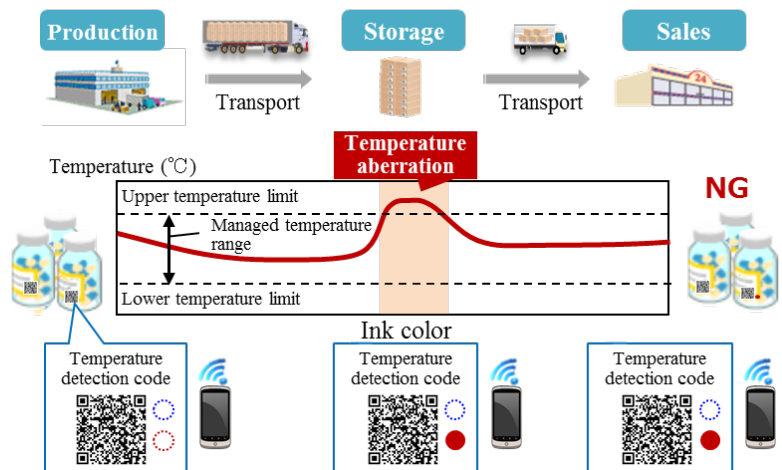 Production
Storage
Sales
24
Transport
Transport
Temperature
aberration
Temperature (℃)
NG
Upper temperature limit
Managed temperature
range
Lower temperature limit
Ink color
Temperature
detection code
Temperature
detection code
Temperature
detection code